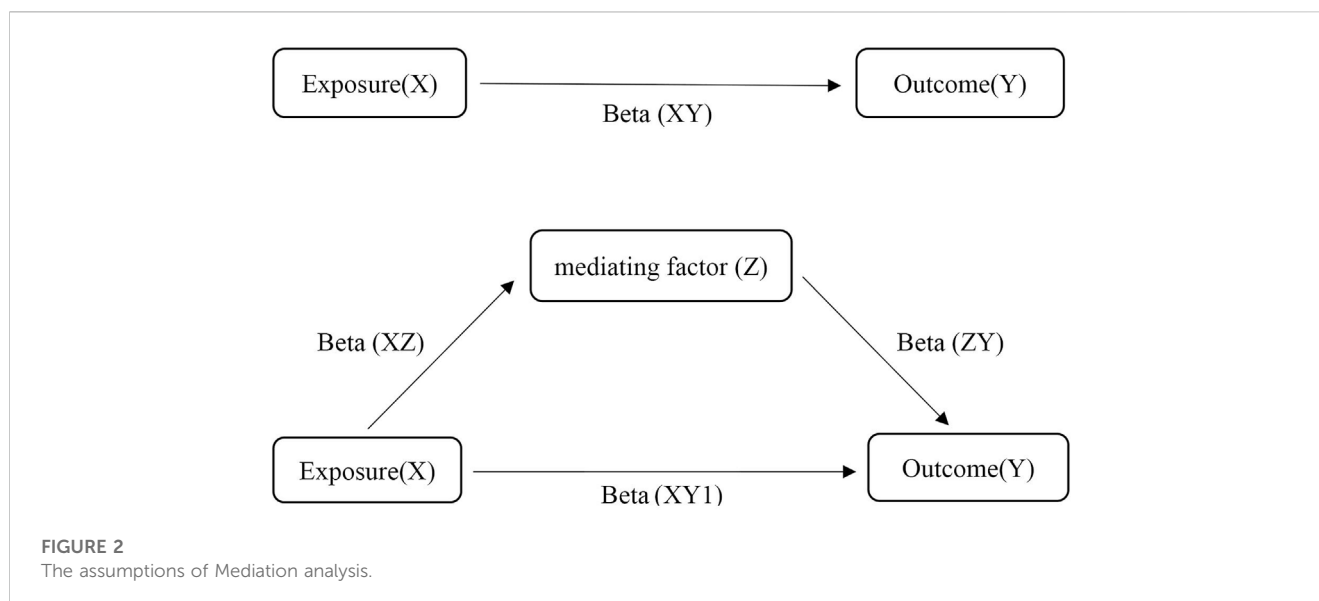 Exposure(X)
Outcome(Y)
Beta (XY)
mediating factor (Z)
Beta (XZ)
Beta (ZY)
Exposure(X)
Outcome(Y)
Beta (XY1)
FIGURE 2
The assumptions of Mediation analysis.